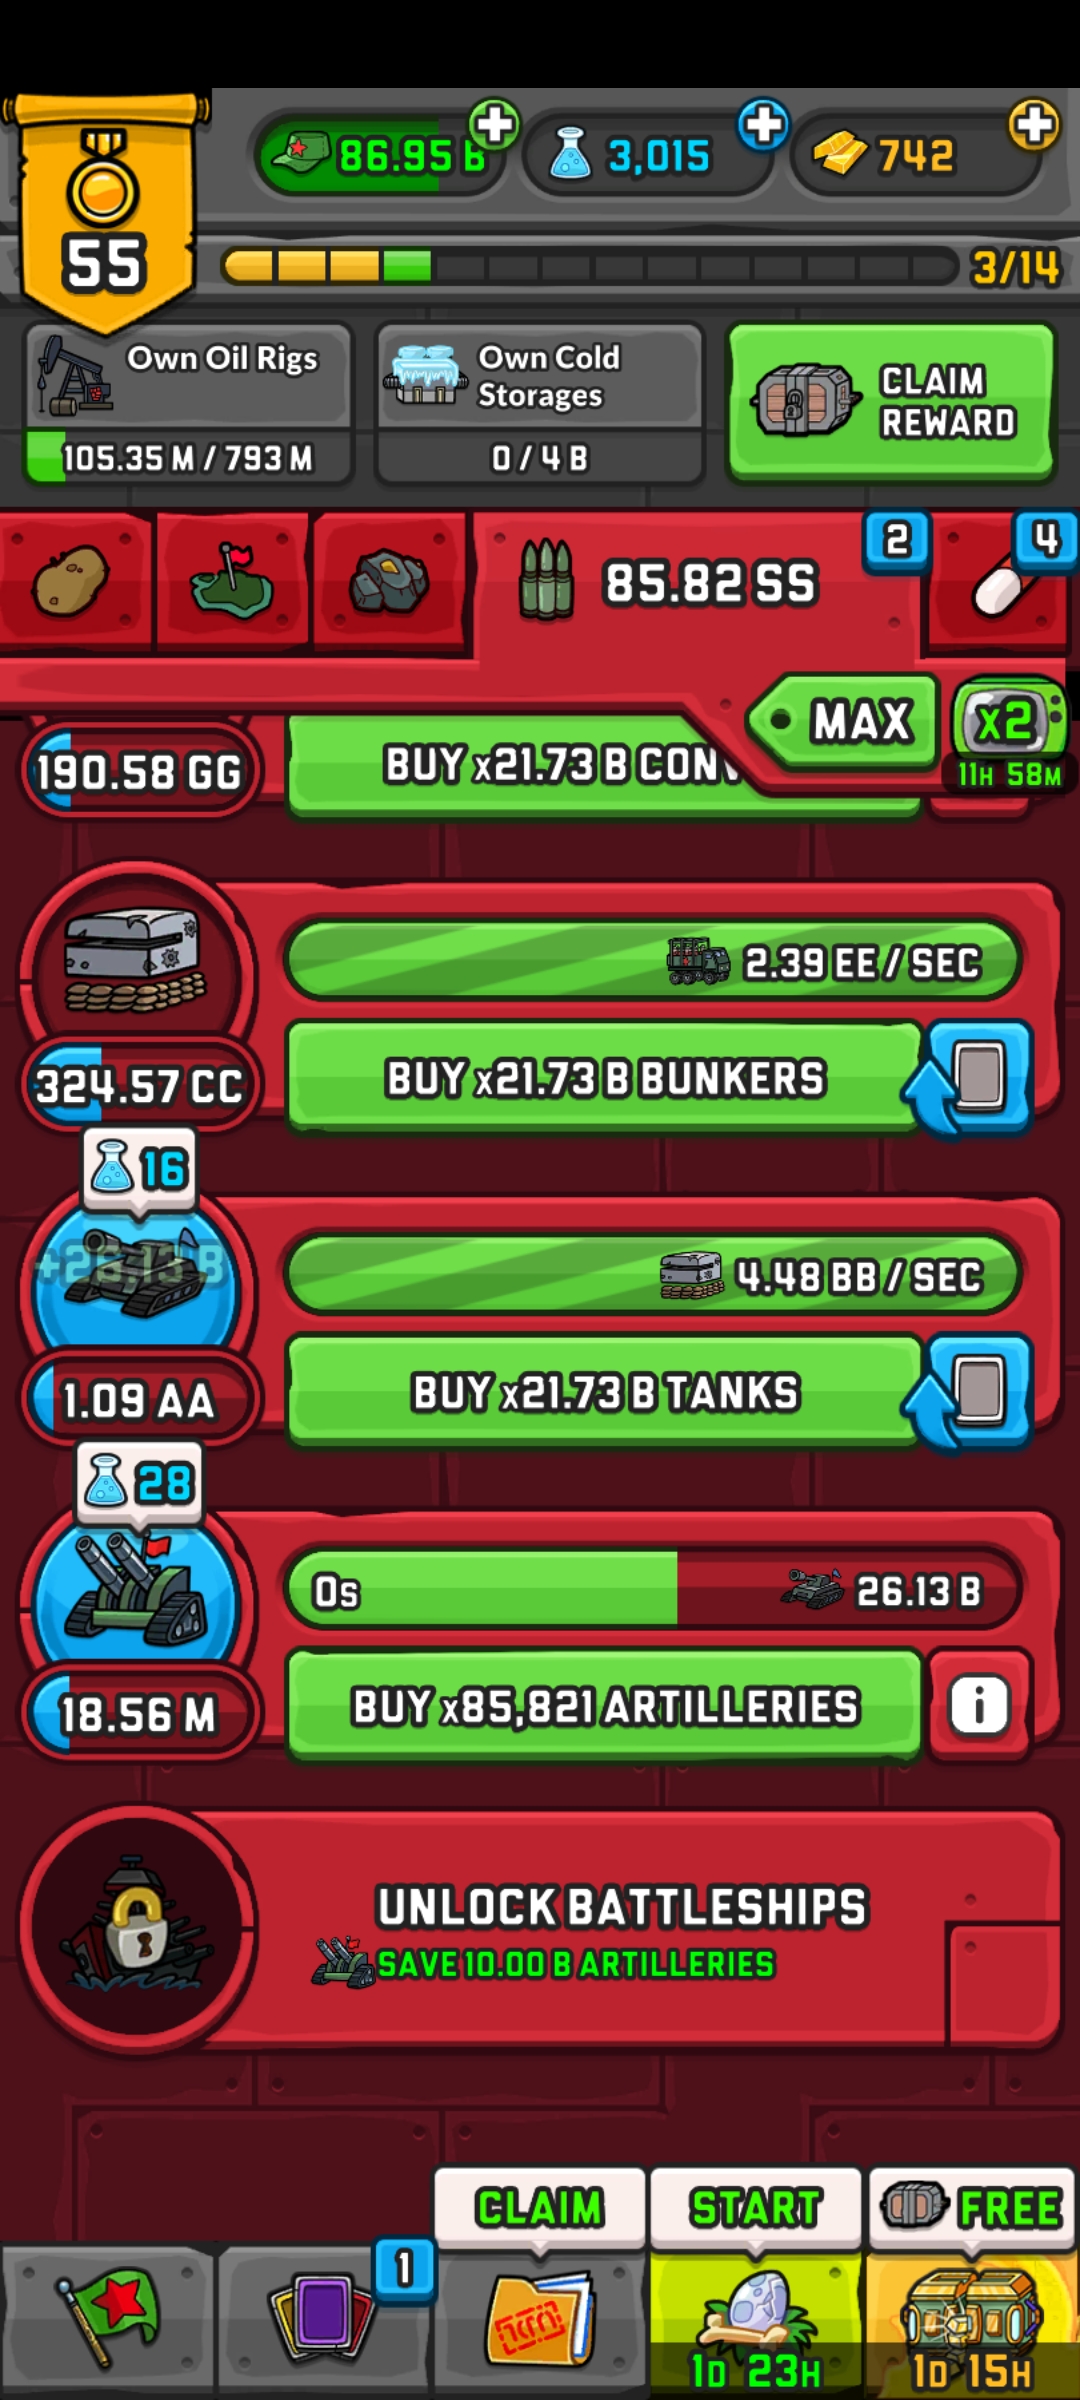 86.95 B
3,015
742
55
3/14
Own Oil Rigs
105.35 M / 793 M
Own Cold
Storages
0 / 4 B
CLAIM
REWARD
85.82 SS
2
4
MAX
x2
11H 58M
190.58 GG
BUY x21.73 B CONV
2.39 EE / SEC
324.57 CC
BUY x21.73 B BUNKERS
16
+26.13 B
4.48 BB / SEC
1.09 AA
BUY x21.73 B TANKS
28
0s
26.13 B
18.56 M
BUY x85,821 ARTILLERIES
i
UNLOCK BATTLESHIPS
SAVE 10.00 B ARTILLERIES
CLAIM
START
FREE
1
1D 23H
1D 15H